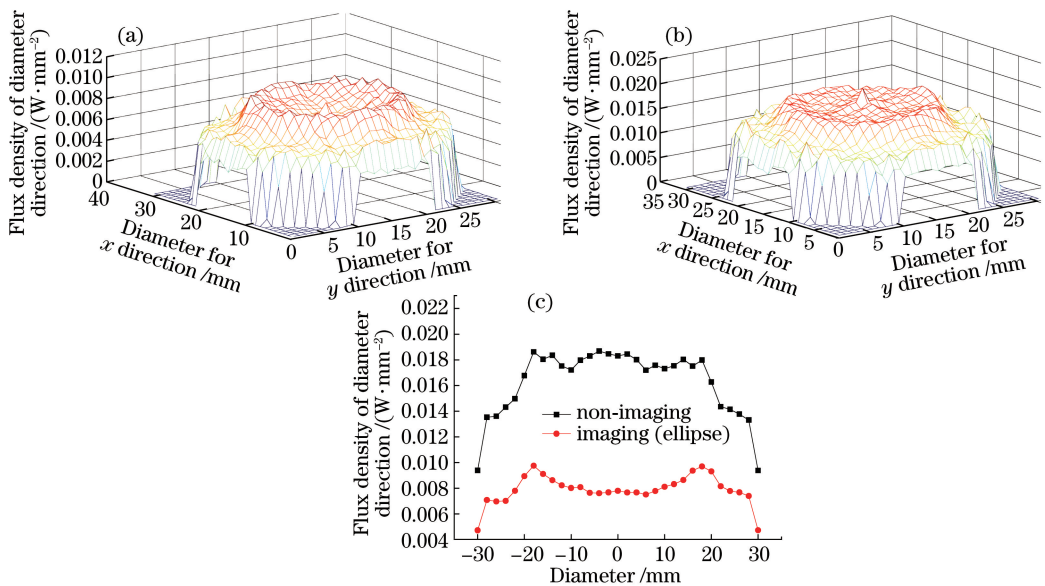 (a)
Flux density of diameter
direction /(W·mm⁻²)
0.012
0.010
0.008
0.006
0.004
0.002
0
40
30
20
10
0
Diameter for
x direction /mm
5
10
15
20
25
Diameter for
y direction /mm
(b)
Flux density of diameter
direction /(W·mm⁻²)
0.025
0.020
0.015
0.010
0.005
0
35
30
25
20
15
10
5
0
Diameter for
x direction /mm
5
10
15
20
25
Diameter for
y direction /mm
(c)
Flux density of diameter
direction /(W·mm⁻²)
0.022
0.020
0.018
0.016
0.014
0.012
0.010
0.008
0.006
0.004
non-imaging
imaging (ellipse)
−30 −20 −10 0 10 20 30
Diameter /mm